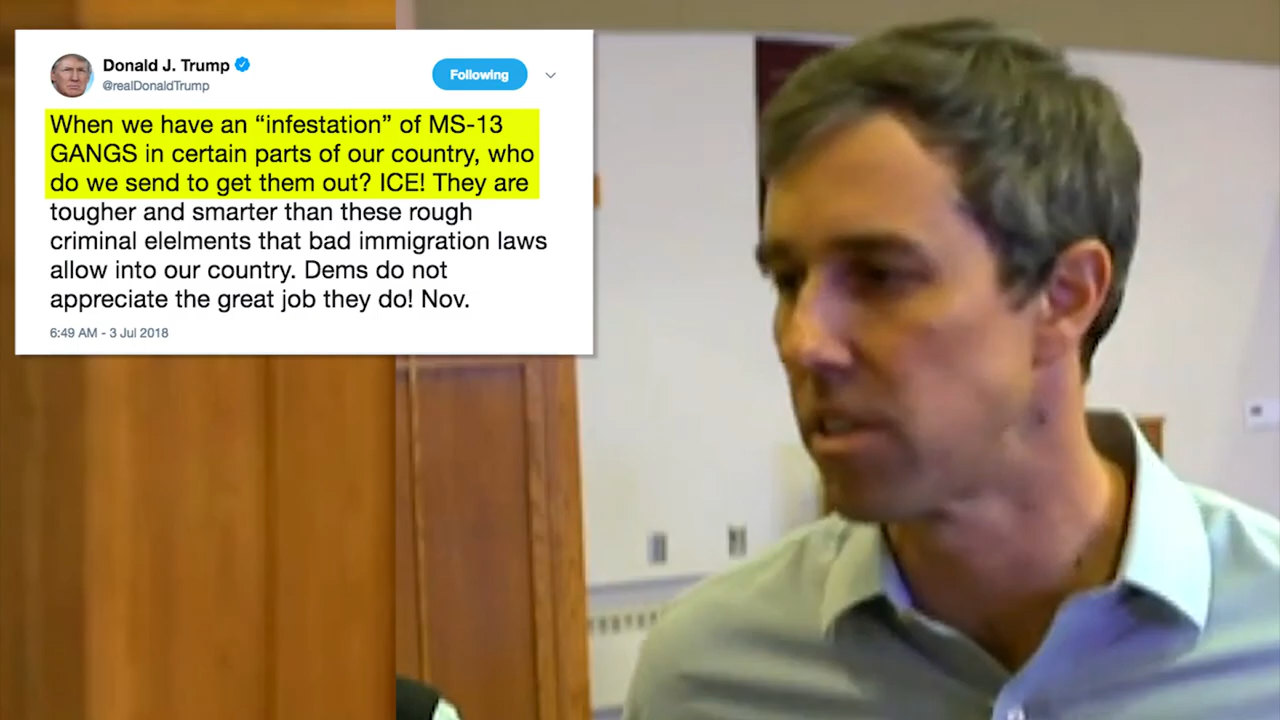 Donald J. Trump
@realDonaldTrump
Following
When we have an “infestation” of MS-13
GANGS in certain parts of our country, who
do we send to get them out? ICE! They are
tougher and smarter than these rough
criminal elelments that bad immigration laws
allow into our country. Dems do not
appreciate the great job they do! Nov.
6:49 AM - 3 Jul 2018